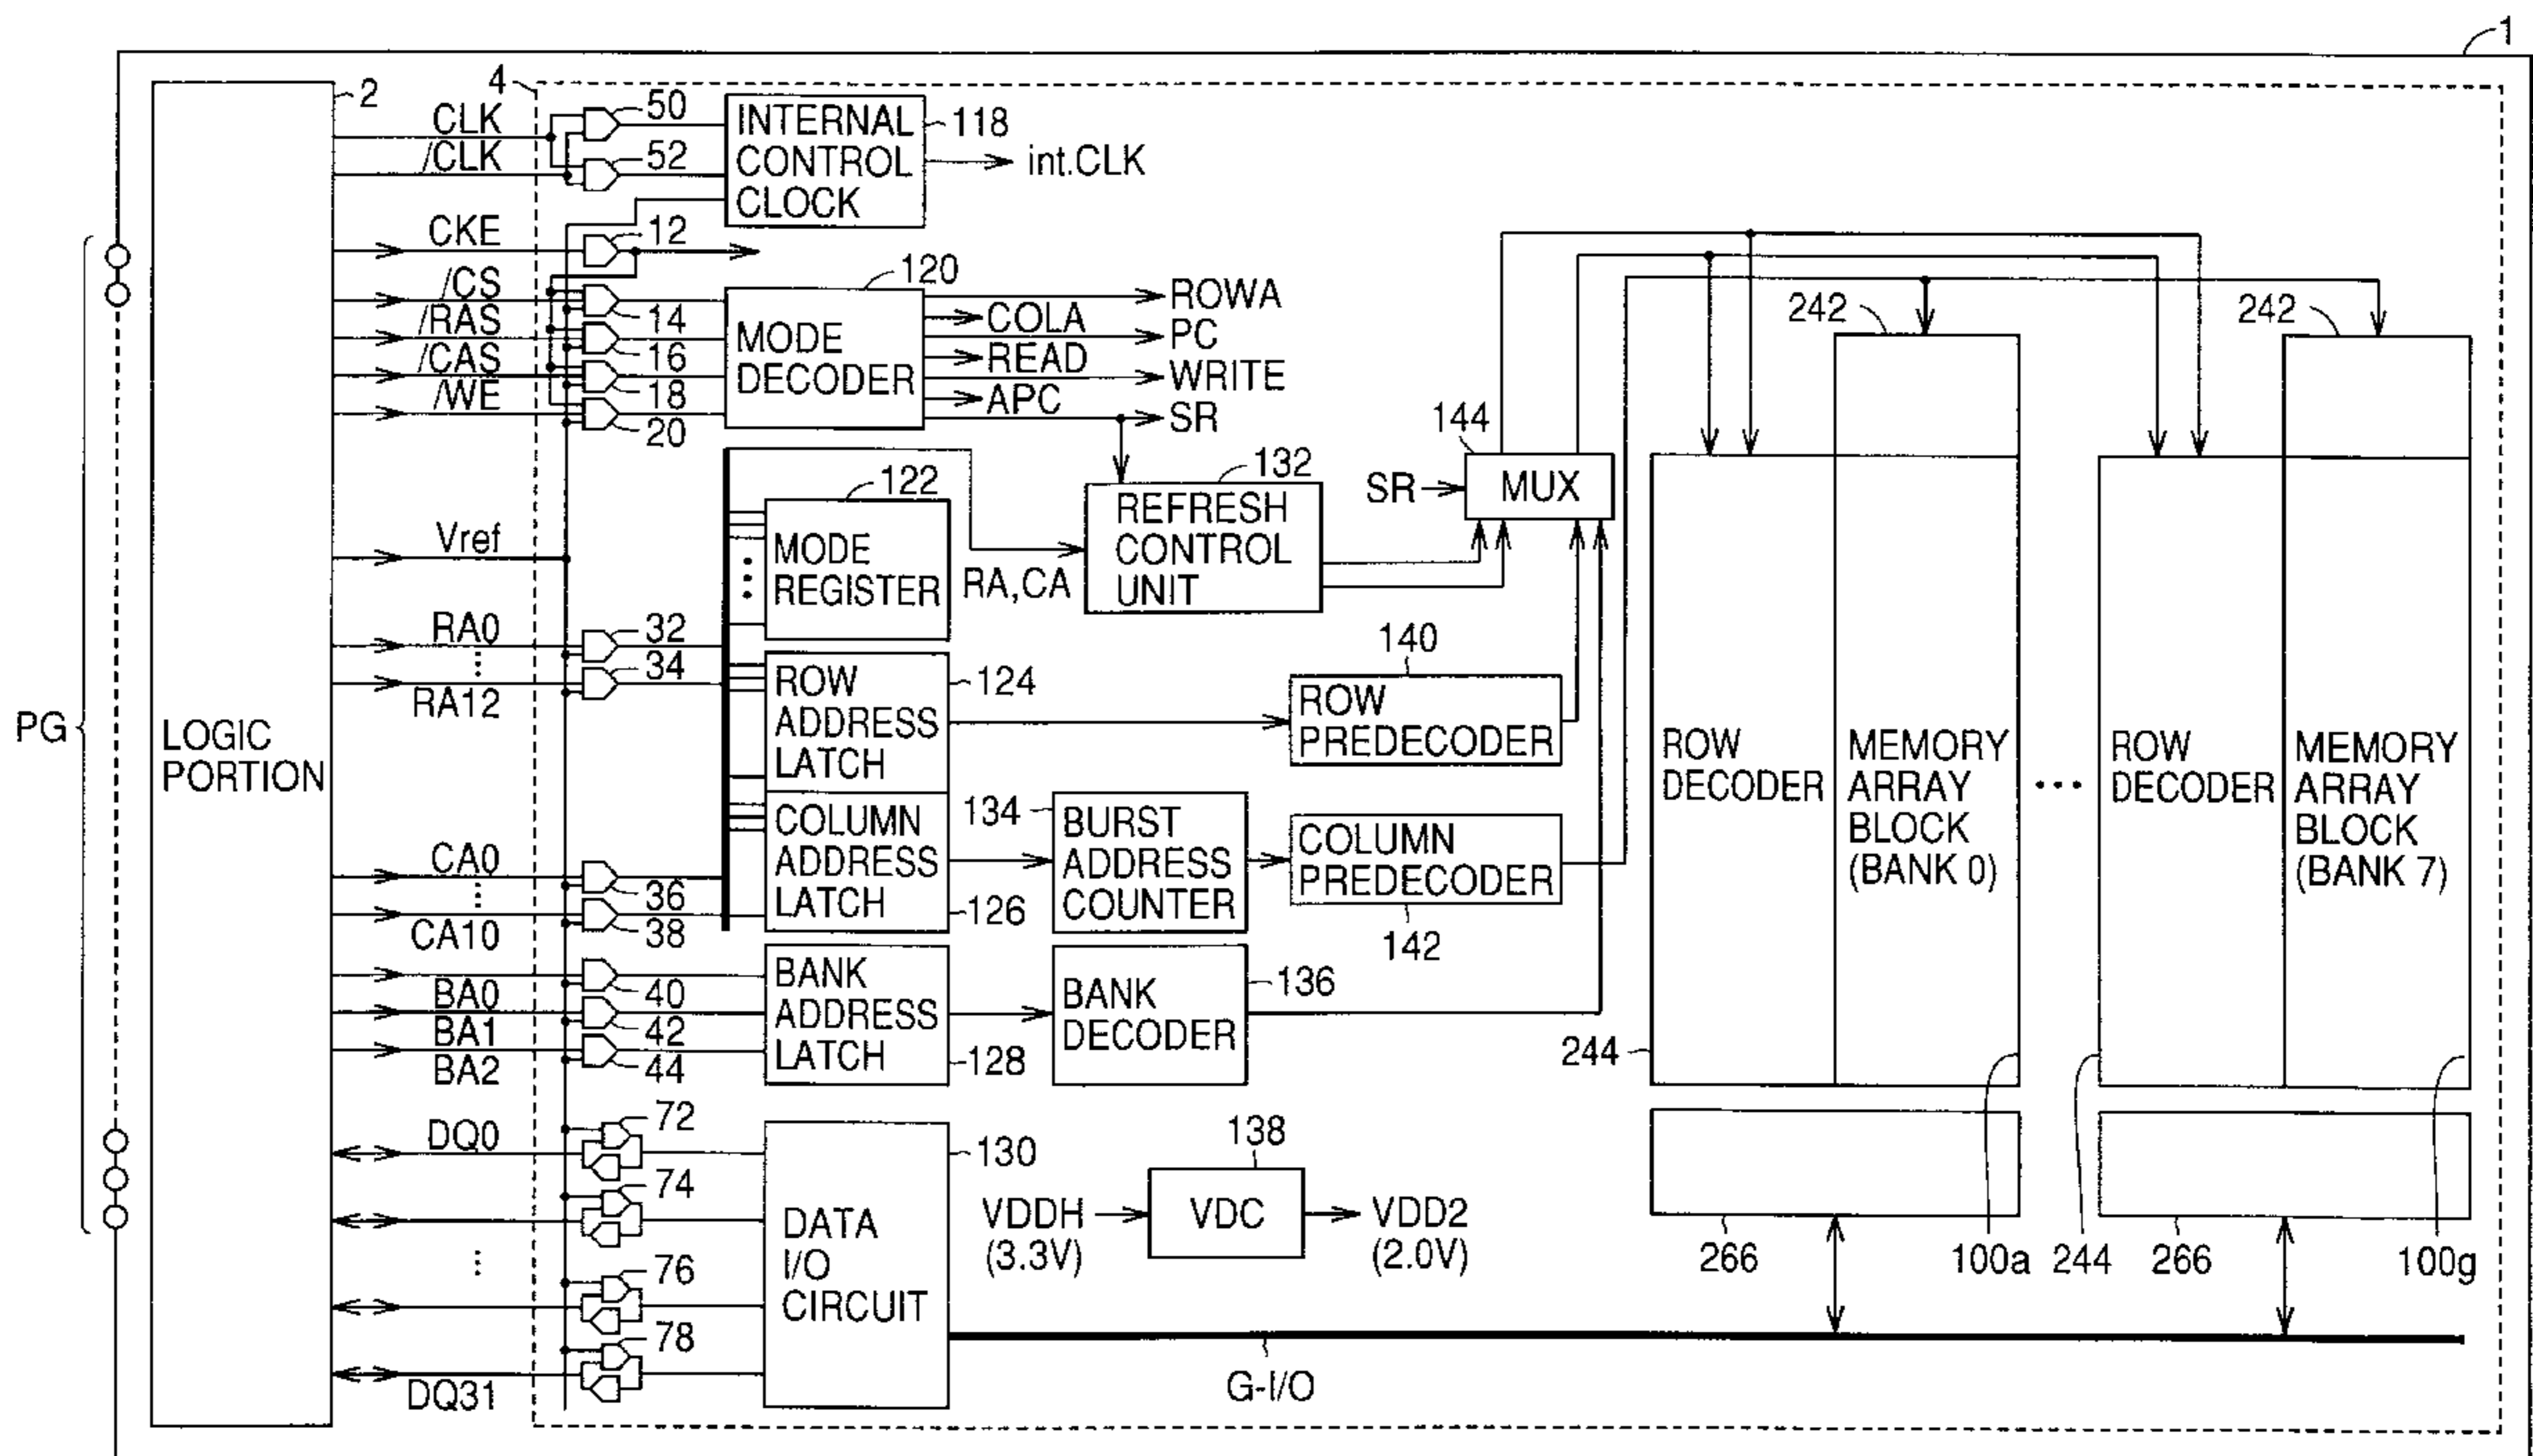 1
2
4
CLK
50
INTERNAL
CONTROL
CLOCK
118
/CLK
52
int.CLK
CKE
12
/CS
14
/RAS
16
/CAS
18
/WE
20
120
MODE
DECODER
ROWA
COLA
PC
READ
WRITE
APC
SR
242
242
144
SR
MUX
122
MODE
REGISTER
RA,CA
132
REFRESH
CONTROL
UNIT
Vref
RA0
32
34
RA12
PG
LOGIC
PORTION
ROW
ADDRESS
LATCH
124
140
ROW
PREDECODER
ROW
DECODER
MEMORY
ARRAY
BLOCK
(BANK 0)
ROW
DECODER
MEMORY
ARRAY
BLOCK
(BANK 7)
CA0
36
38
CA10
COLUMN
ADDRESS
LATCH
126
134
BURST
ADDRESS
COUNTER
COLUMN
PREDECODER
142
BA0
40
BA1
42
BA2
44
BANK
ADDRESS
LATCH
128
BANK
DECODER
136
244
DQ0
72
74
76
78
DQ31
DATA
I/O
CIRCUIT
130
138
VDDH
(3.3V)
VDC
VDD2
(2.0V)
266
100a
244
266
100g
G-I/O